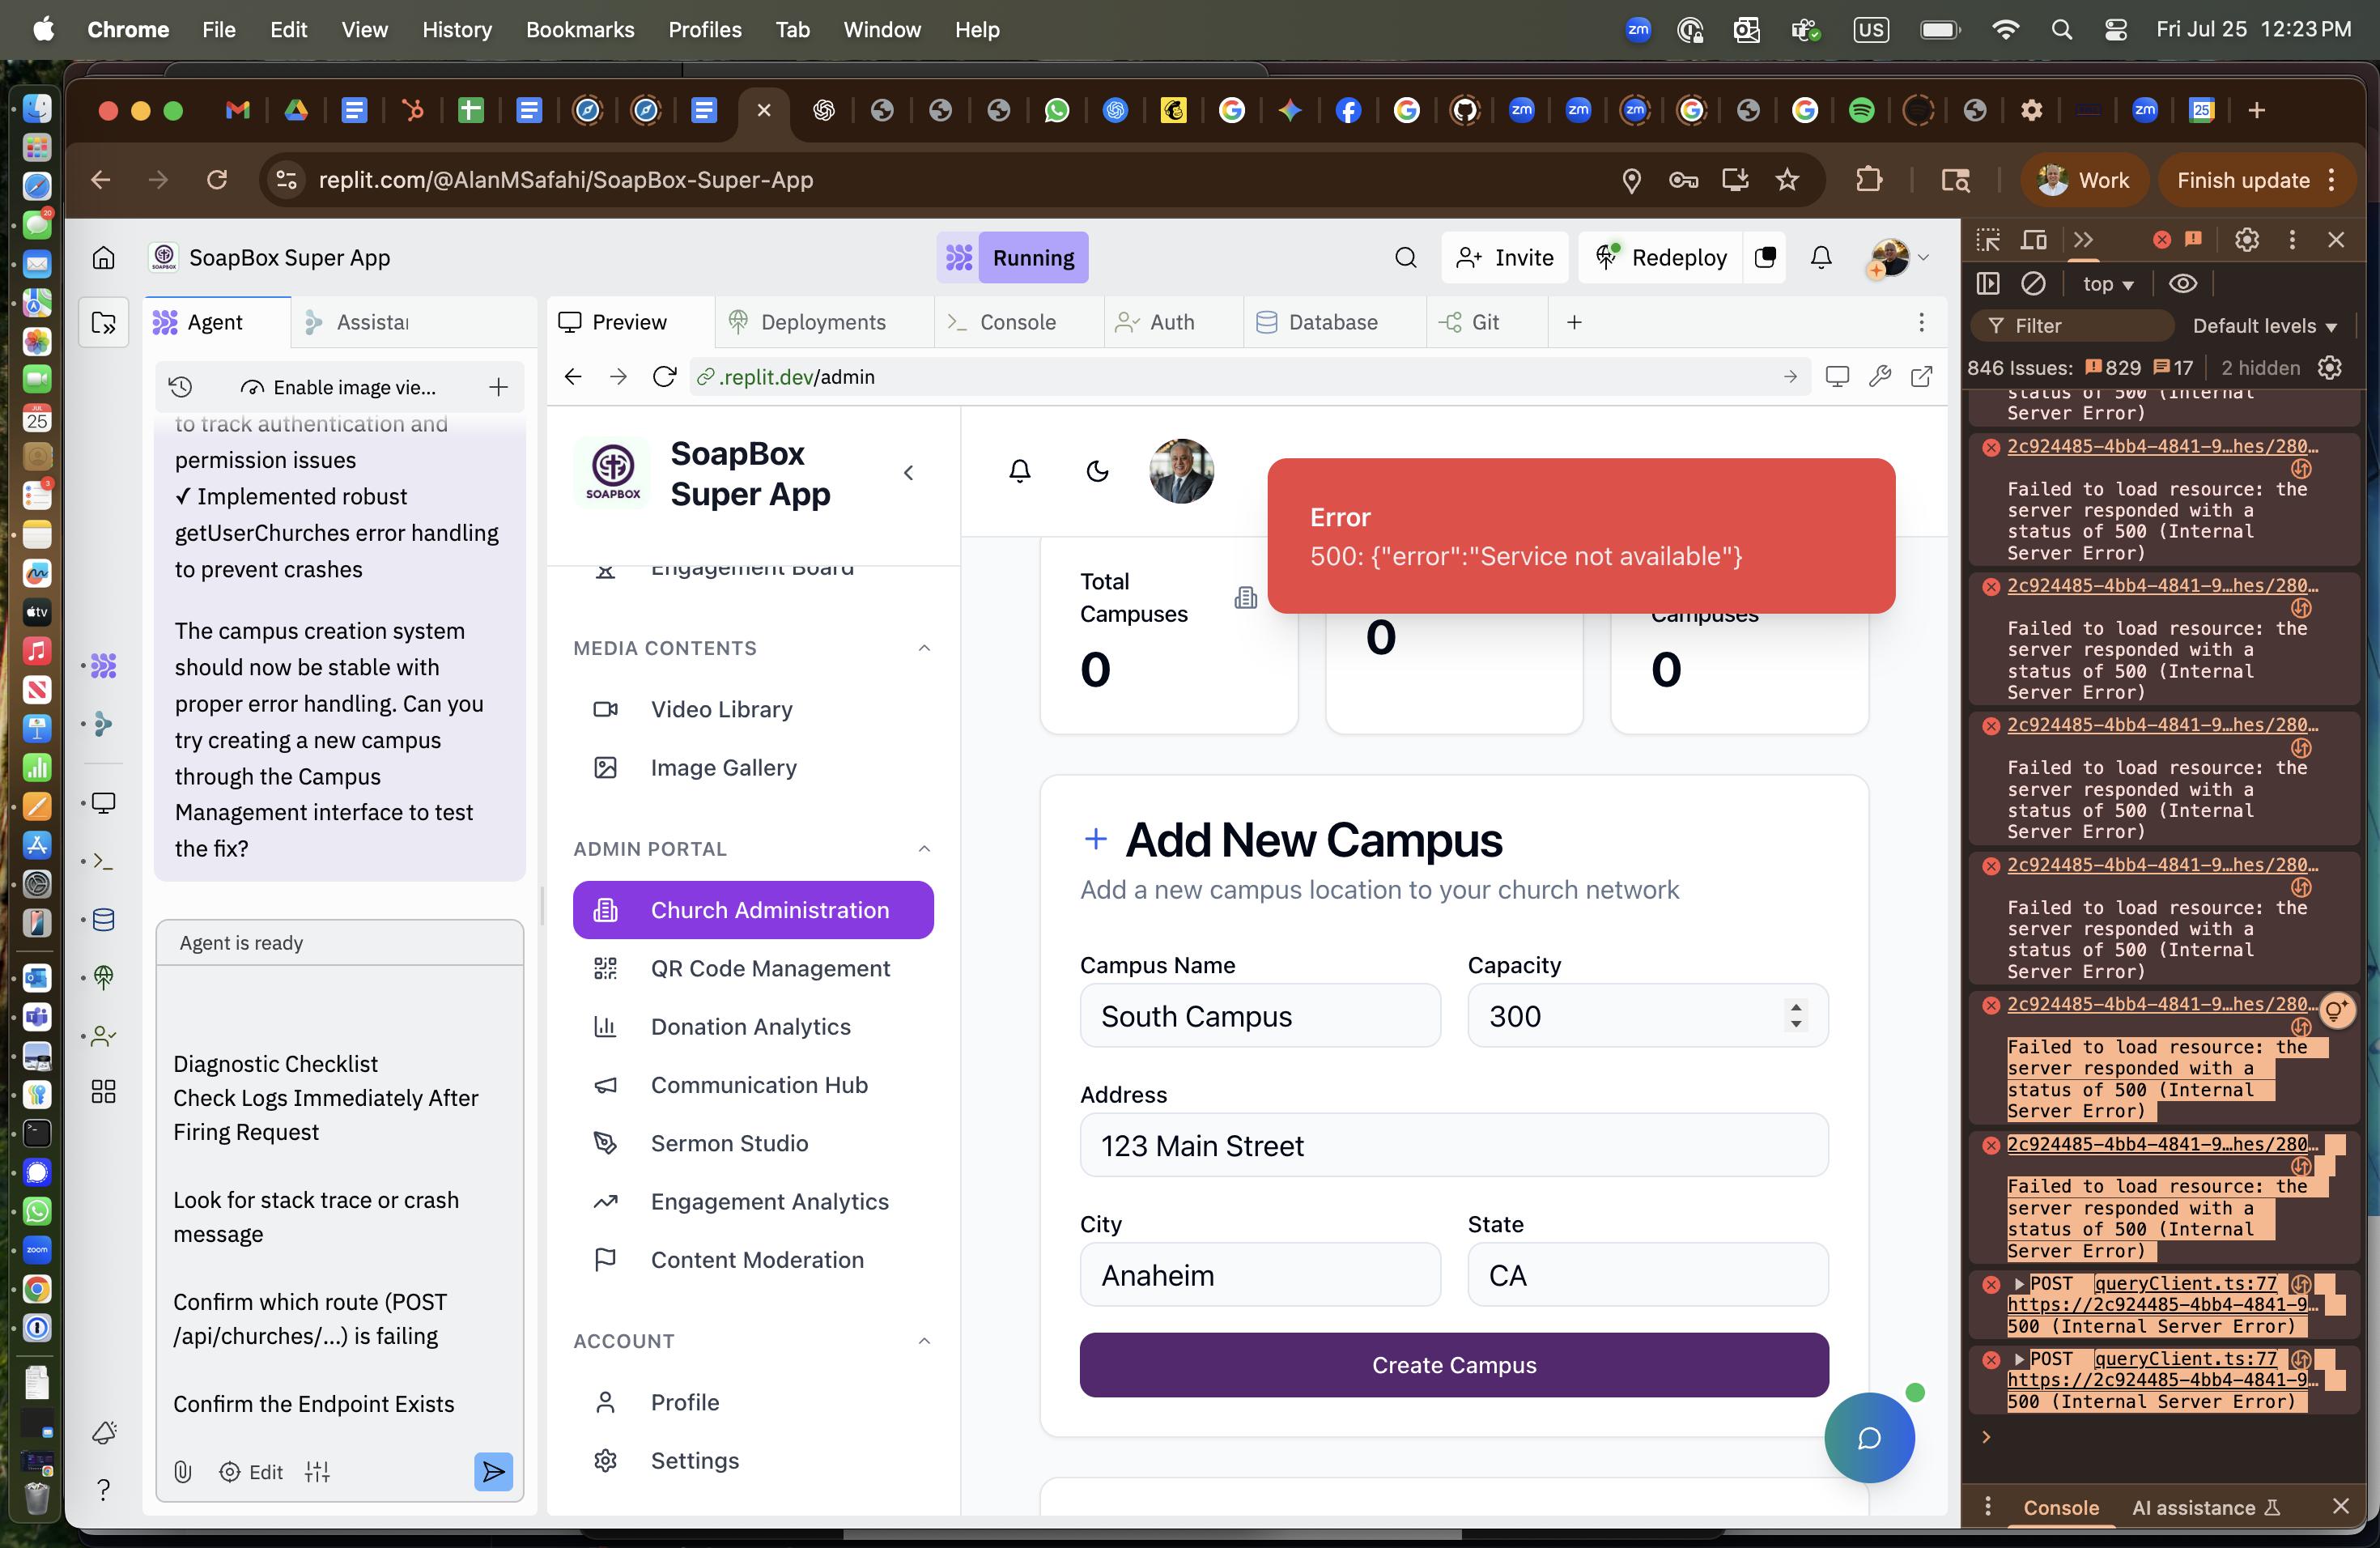 Chrome File Edit View History Bookmarks Profiles Tab Window Help
zm US Fri Jul 25 12:23 PM
replit.com/@AlanMSafahi/SoapBox-Super-App
Work
Finish update
SoapBox Super App
Running
Invite
Redeploy
Agent
Assistan
Preview
Deployments
Console
Auth
Database
Git
Enable image vie...
.replit.dev/admin
to track authentication and
permission issues
✓ Implemented robust
getUserChurches error handling
to prevent crashes
The campus creation system
should now be stable with
proper error handling. Can you
try creating a new campus
through the Campus
Management interface to test
the fix?
Agent is ready
Diagnostic Checklist
Check Logs Immediately After
Firing Request
Look for stack trace or crash
message
Confirm which route (POST
/api/churches/...) is failing
Confirm the Endpoint Exists
Edit
SOAPBOX
SoapBox
Super App
Engagement Board
MEDIA CONTENTS
Video Library
Image Gallery
ADMIN PORTAL
Church Administration
QR Code Management
Donation Analytics
Communication Hub
Sermon Studio
Engagement Analytics
Content Moderation
ACCOUNT
Profile
Settings
Error
500: {"error":"Service not available"}
Total
Campuses
0
0
Campuses
0
+ Add New Campus
Add a new campus location to your church network
Campus Name
South Campus
Capacity
300
Address
123 Main Street
City
Anaheim
State
CA
Create Campus
top
Filter
Default levels
846 Issues: 829 17 2 hidden
status of 500 (Internal
Server Error)
2c924485-4bb4-4841-9…hes/280…
Failed to load resource: the
server responded with a
status of 500 (Internal
Server Error)
2c924485-4bb4-4841-9…hes/280…
Failed to load resource: the
server responded with a
status of 500 (Internal
Server Error)
2c924485-4bb4-4841-9…hes/280…
Failed to load resource: the
server responded with a
status of 500 (Internal
Server Error)
2c924485-4bb4-4841-9…hes/280…
Failed to load resource: the
server responded with a
status of 500 (Internal
Server Error)
2c924485-4bb4-4841-9…hes/280…
Failed to load resource: the
server responded with a
status of 500 (Internal
Server Error)
2c924485-4bb4-4841-9…hes/280…
Failed to load resource: the
server responded with a
status of 500 (Internal
Server Error)
POST queryClient.ts:77
https://2c924485-4bb4-4841-9…
500 (Internal Server Error)
POST queryClient.ts:77
https://2c924485-4bb4-4841-9…
500 (Internal Server Error)
Console
AI assistance